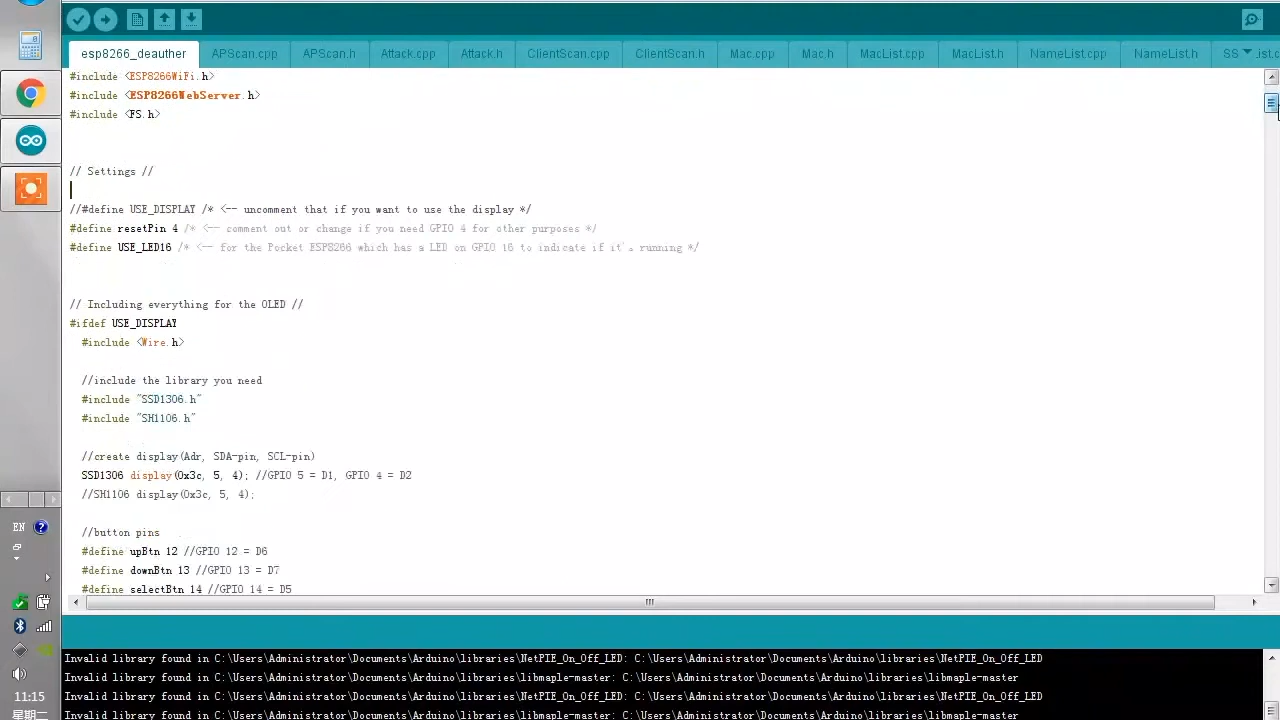 esp8266_deauther APScan.cpp APScan.h Attack.cpp Attack.h ClientScan.cpp ClientScan.h Mac.cpp Mac.h MacList.cpp MacList.h NameList.cpp NameList.h SS
#include <ESP8266WiFi.h>
#include <ESP8266WebServer.h>
#include <FS.h>
// Settings //
//#define USE_DISPLAY /* <-- uncomment that if you want to use the display */
#define resetPin 4 /* <-- comment out or change if you need GPIO 4 for other purposes */
#define USE_LED16 /* <-- for the Pocket ESP8266 which has a LED on GPIO 16 to indicate if it's running */
// Including everything for the OLED //
#ifdef USE_DISPLAY
#include <Wire.h>
//include the library you need
#include "SSD1306.h"
#include "SH1106.h"
//create display(Adr, SDA-pin, SCL-pin)
SSD1306 display(0x3c, 5, 4); //GPIO 5 = D1, GPIO 4 = D2
//SH1106 display(0x3c, 5, 4);
//button pins
#define upBtn 12 //GPIO 12 = D6
#define downBtn 13 //GPIO 13 = D7
#define selectBtn 14 //GPIO 14 = D5
Invalid library found in C:\Users\Administrator\Documents\Arduino\libraries\NetPIE_On_Off_LED: C:\Users\Administrator\Documents\Arduino\libraries\NetPIE_On_Off_LED
Invalid library found in C:\Users\Administrator\Documents\Arduino\libraries\libmaple-master: C:\Users\Administrator\Documents\Arduino\libraries\libmaple-master
Invalid library found in C:\Users\Administrator\Documents\Arduino\libraries\NetPIE_On_Off_LED: C:\Users\Administrator\Documents\Arduino\libraries\NetPIE_On_Off_LED
Invalid library found in C:\Users\Administrator\Documents\Arduino\libraries\libmaple-master: C:\Users\Administrator\Documents\Arduino\libraries\libmaple-master
EN
11:15